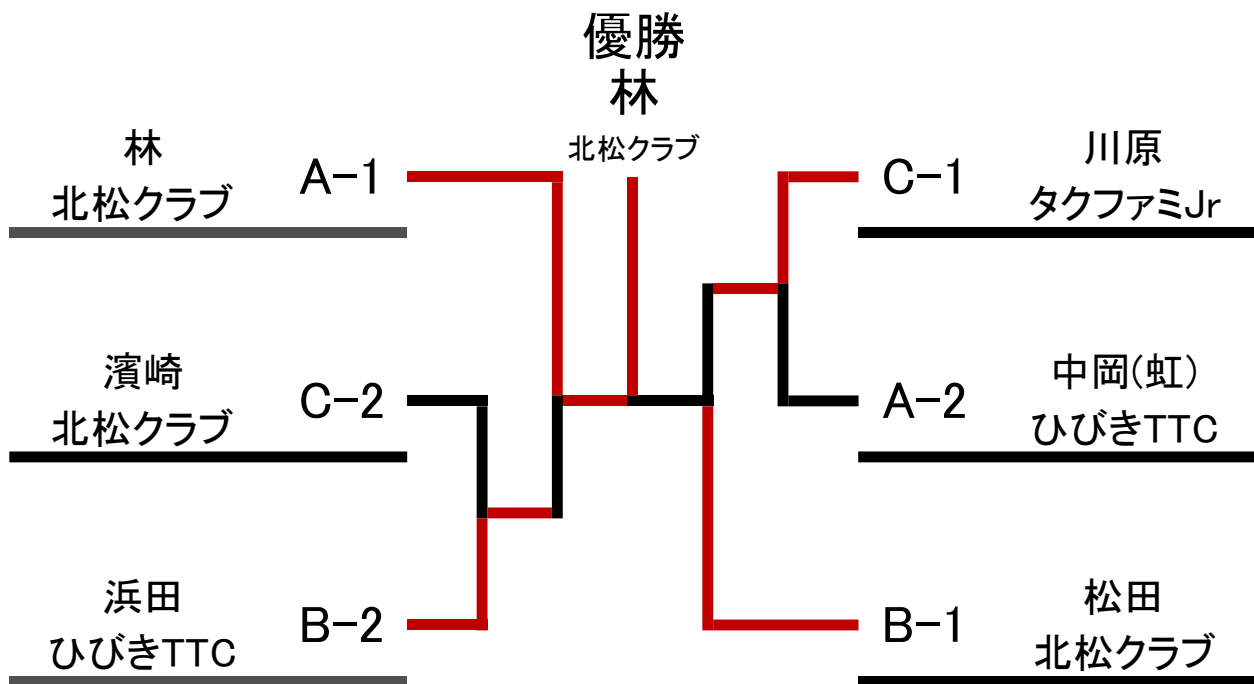 優勝
林
北松クラブ
林
北松クラブ
A-1
濱崎
北松クラブ
C-2
浜田
ひびきTTC
B-2
C-1
川原
タクファミJr
A-2
中岡(虹)
ひびきTTC
B-1
松田
北松クラブ